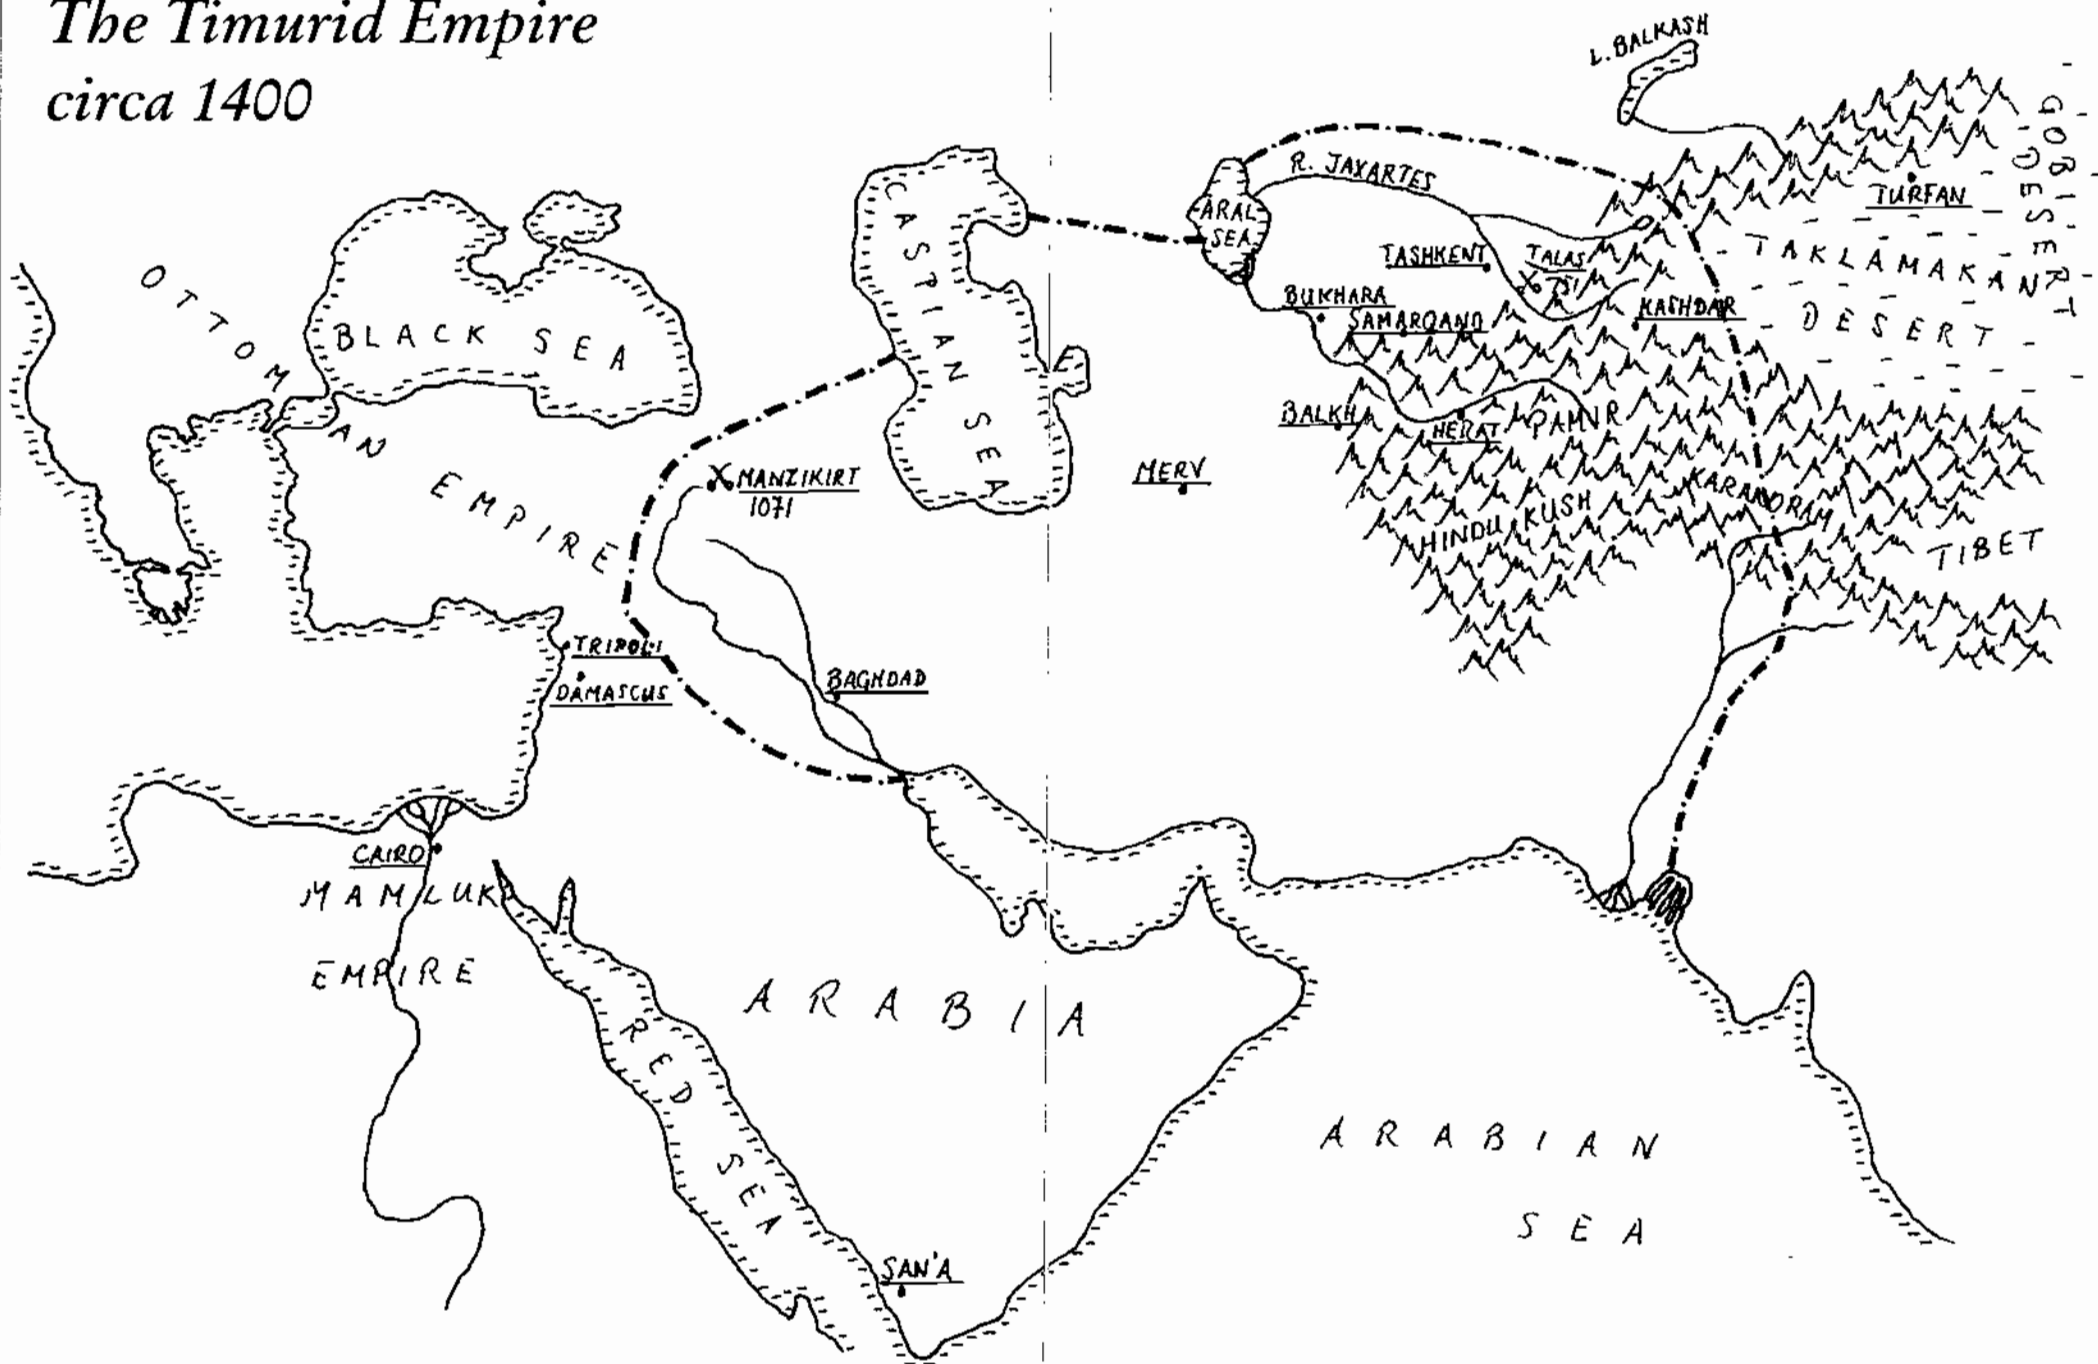 The Timurid Empire
circa 1400
L. BALKASH
GOBI DESERT
R. JAXARTES
TURFAN
ARAL
SEA
CASPIAN SEA
TAKLAMAKAN
DESERT
TASHKENT
TALAS
751
BUKHARA
SAMARQAND
KASHDAR
OTTOMAN EMPIRE
BLACK SEA
BALKH
HERAT
PAMIR
MANZIKIRT
1071
MERV
KARAKORAM
HINDU KUSH
TIBET
TRIPOLI
DAMASCUS
BAGHDAD
CAIRO
MAMLUK
EMPIRE
ARABIA
RED SEA
ARABIAN
SEA
SAN'A